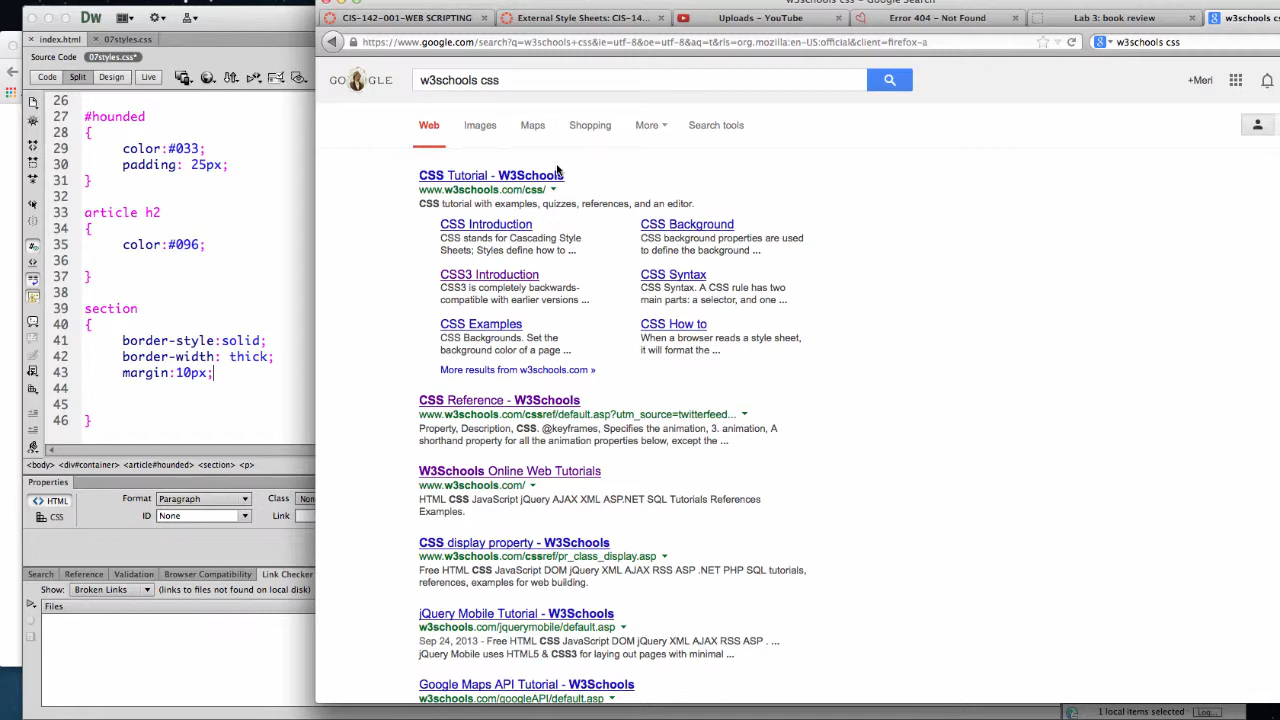 w3schools css – Google Search
Dw
CIS-142-001-WEB SCRIPTING
External Style Sheets: CIS-14...
Uploads - YouTube
Error 404 - Not Found
Lab 3: book review
w3schools cs
index.html
07styles.css*
https://www.google.com/search?q=w3schools+css&ie=utf-8&oe=utf-8&aq=t&rls=org.mozilla:en-US:official&client=firefox-a
w3schools css
Source Code
07styles.css*
Code
Split
Design
Live
GO GLE
w3schools css
+Meri
Web
Images
Maps
Shopping
More
Search tools
26
27 #hounded
28 {
29 color:#033;
30 padding: 25px;
31 }
32
33 article h2
34 {
35 color:#096;
36
37 }
38
39 section
40 {
41 border-style:solid;
42 border-width: thick;
43 margin:10px;
44
45
46 }
<body> <div#container> <article#hounded> <section> <p>
Properties
HTML
Format
Paragraph
Class
Non
CSS
ID
None
Link
Search
Reference
Validation
Browser Compatibility
Link Checker
Show:
Broken Links
(links to files not found on local disk)
Files
CSS Tutorial - W3Schools
www.w3schools.com/css/
CSS tutorial with examples, quizzes, references, and an editor.
CSS Introduction
CSS stands for Cascading Style
Sheets; Styles define how to ...
CSS Background
CSS background properties are used
to define the background ...
CSS3 Introduction
CSS3 is completely backwards-
compatible with earlier versions ...
CSS Syntax
CSS Syntax. A CSS rule has two
main parts: a selector, and one ...
CSS Examples
CSS Backgrounds. Set the
background color of a page ...
CSS How to
When a browser reads a style sheet,
it will format the ...
More results from w3schools.com »
CSS Reference - W3Schools
www.w3schools.com/cssref/default.asp?utm_source=twitterfeed...
Property, Description, CSS. @keyframes, Specifies the animation, 3. animation, A
shorthand property for all the animation properties below, except the ...
W3Schools Online Web Tutorials
www.w3schools.com/
HTML CSS JavaScript jQuery AJAX XML ASP.NET SQL Tutorials References
Examples.
CSS display property - W3Schools
www.w3schools.com/cssref/pr_class_display.asp
Free HTML CSS JavaScript DOM jQuery XML AJAX RSS ASP .NET PHP SQL tutorials,
references, examples for web building.
jQuery Mobile Tutorial - W3Schools
www.w3schools.com/jquerymobile/default.asp
Sep 24, 2013 - Free HTML CSS JavaScript DOM jQuery XML AJAX RSS ASP . ...
jQuery Mobile uses HTML5 & CSS3 for laying out pages with minimal ...
Google Maps API Tutorial - W3Schools
www.w3schools.com/googleAPI/default.asp
1 local items selected
Log...